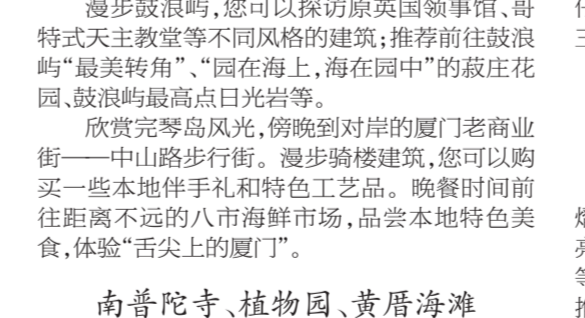 漫步鼓浪屿,您可以探访原英国领事馆、哥
特式天主教堂等不同风格的建筑;推荐前往鼓浪
屿“最美转角”、“园在海上,海在园中”的菽庄花
园、鼓浪屿最高点日光岩等。
欣赏完琴岛风光,傍晚到对岸的厦门老商业
街——中山路步行街。漫步骑楼建筑,您可以购
买一些本地伴手礼和特色工艺品。晚餐时间前
往距离不远的八市海鲜市场,品尝本地特色美
食,体验“舌尖上的厦门”。
南普陀寺、植物园、黄厝海滩